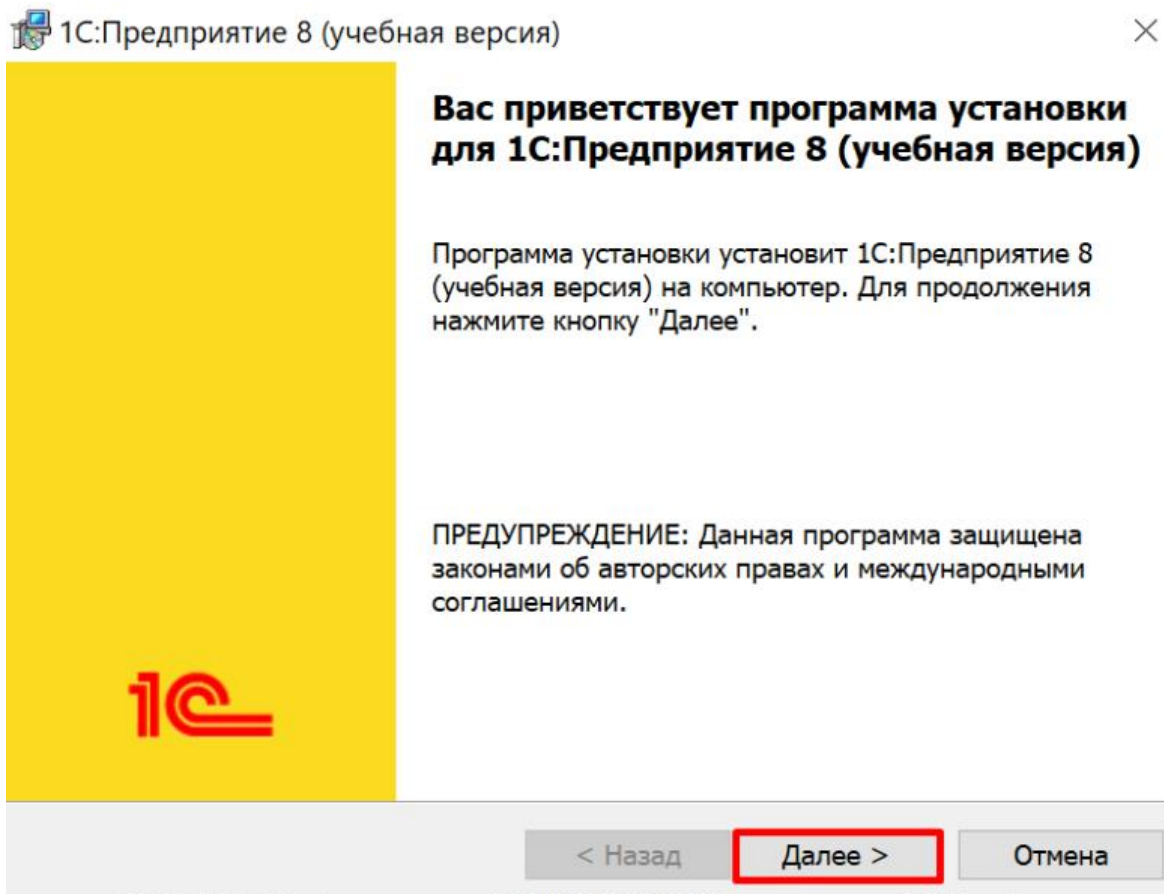 1С:Предприятие 8 (учебная версия)
Вас приветствует программа установки
для 1С:Предприятие 8 (учебная версия)
Программа установки установит 1С:Предприятие 8
(учебная версия) на компьютер. Для продолжения
нажмите кнопку "Далее".
ПРЕДУПРЕЖДЕНИЕ: Данная программа защищена
законами об авторских правах и международными
соглашениями.
1С
< Назад
Далее >
Отмена